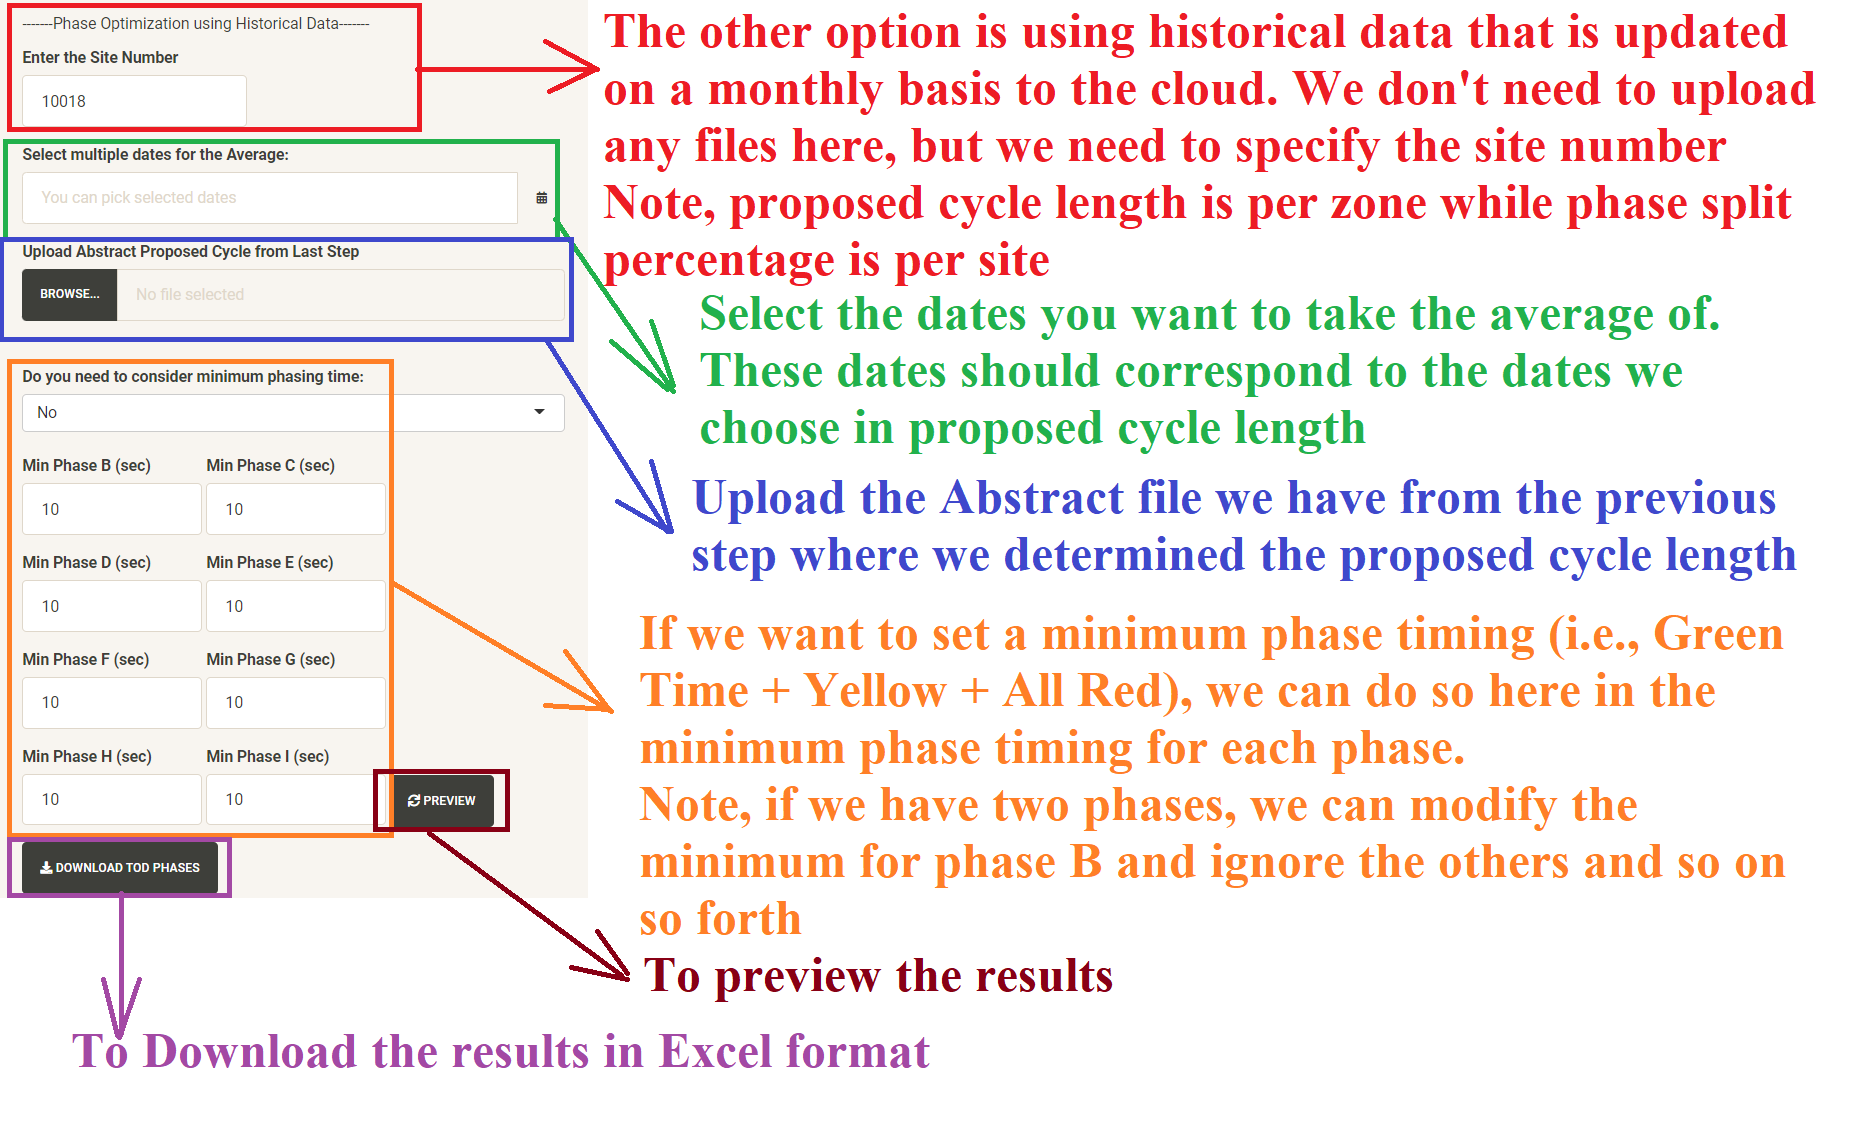 -------Phase Optimization using Historical Data-------
Enter the Site Number
10018
Select multiple dates for the Average:
You can pick selected dates
Upload Abstract Proposed Cycle from Last Step
BROWSE... No file selected
Do you need to consider minimum phasing time:
No
Min Phase B (sec) Min Phase C (sec)
10 10
Min Phase D (sec) Min Phase E (sec)
10 10
Min Phase F (sec) Min Phase G (sec)
10 10
Min Phase H (sec) Min Phase I (sec)
10 10 PREVIEW
DOWNLOAD TOD PHASES
The other option is using historical data that is updated
on a monthly basis to the cloud. We don't need to upload
any files here, but we need to specify the site number
Note, proposed cycle length is per zone while phase split
percentage is per site
Select the dates you want to take the average of.
These dates should correspond to the dates we
choose in proposed cycle length
Upload the Abstract file we have from the previous
step where we determined the proposed cycle length
If we want to set a minimum phase timing (i.e., Green
Time + Yellow + All Red), we can do so here in the
minimum phase timing for each phase.
Note, if we have two phases, we can modify the
minimum for phase B and ignore the others and so on
so forth
To preview the results
To Download the results in Excel format